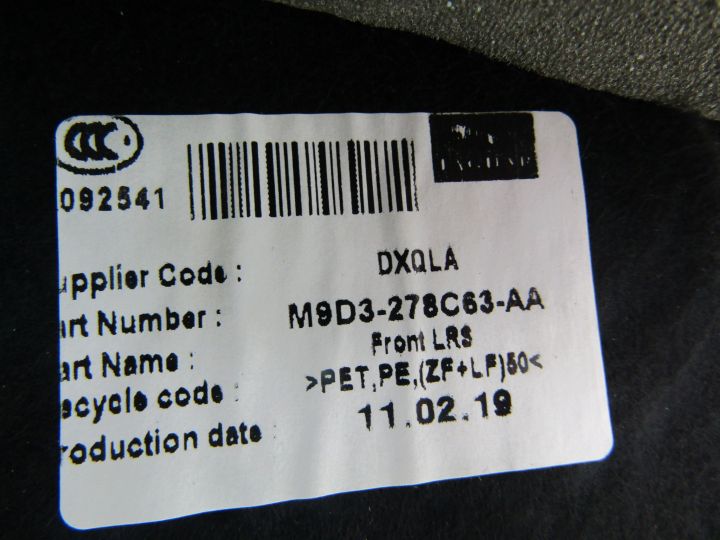 CCC
092541
upplier Code : DXQLA
art Number : M9D3-278C63-AA
art Name : Front LRS
ecycle code : >PET,PE,(ZF+LF)50<
roduction date 11.02.19